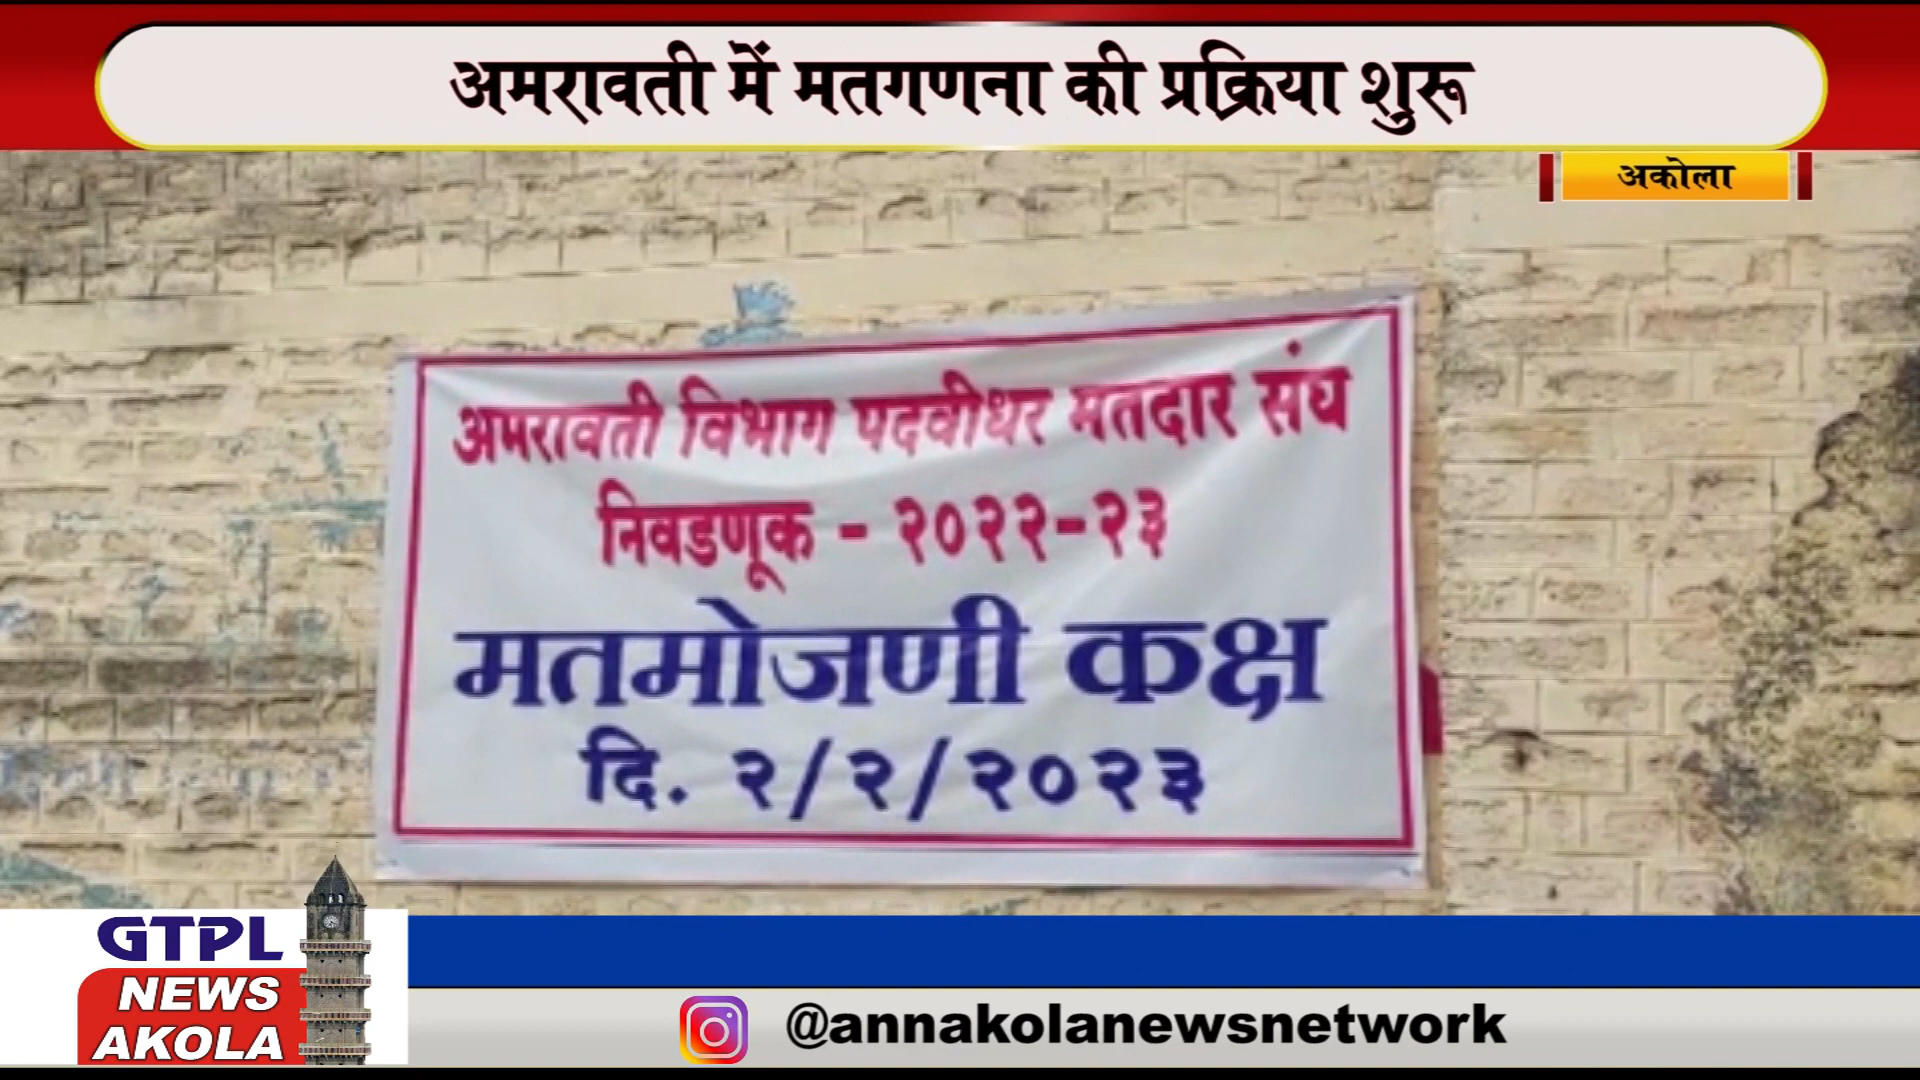 अमरावती में मतगणना की प्रक्रिया शुरू
अकोला
अमरावती विभाग पदवीधर मतदार संघ
निवडणूक - २०२२-२३
मतमोजणी कक्ष
दि. २/२/२०२३
GTPL
NEWS
AKOLA
@annakolanewsnetwork